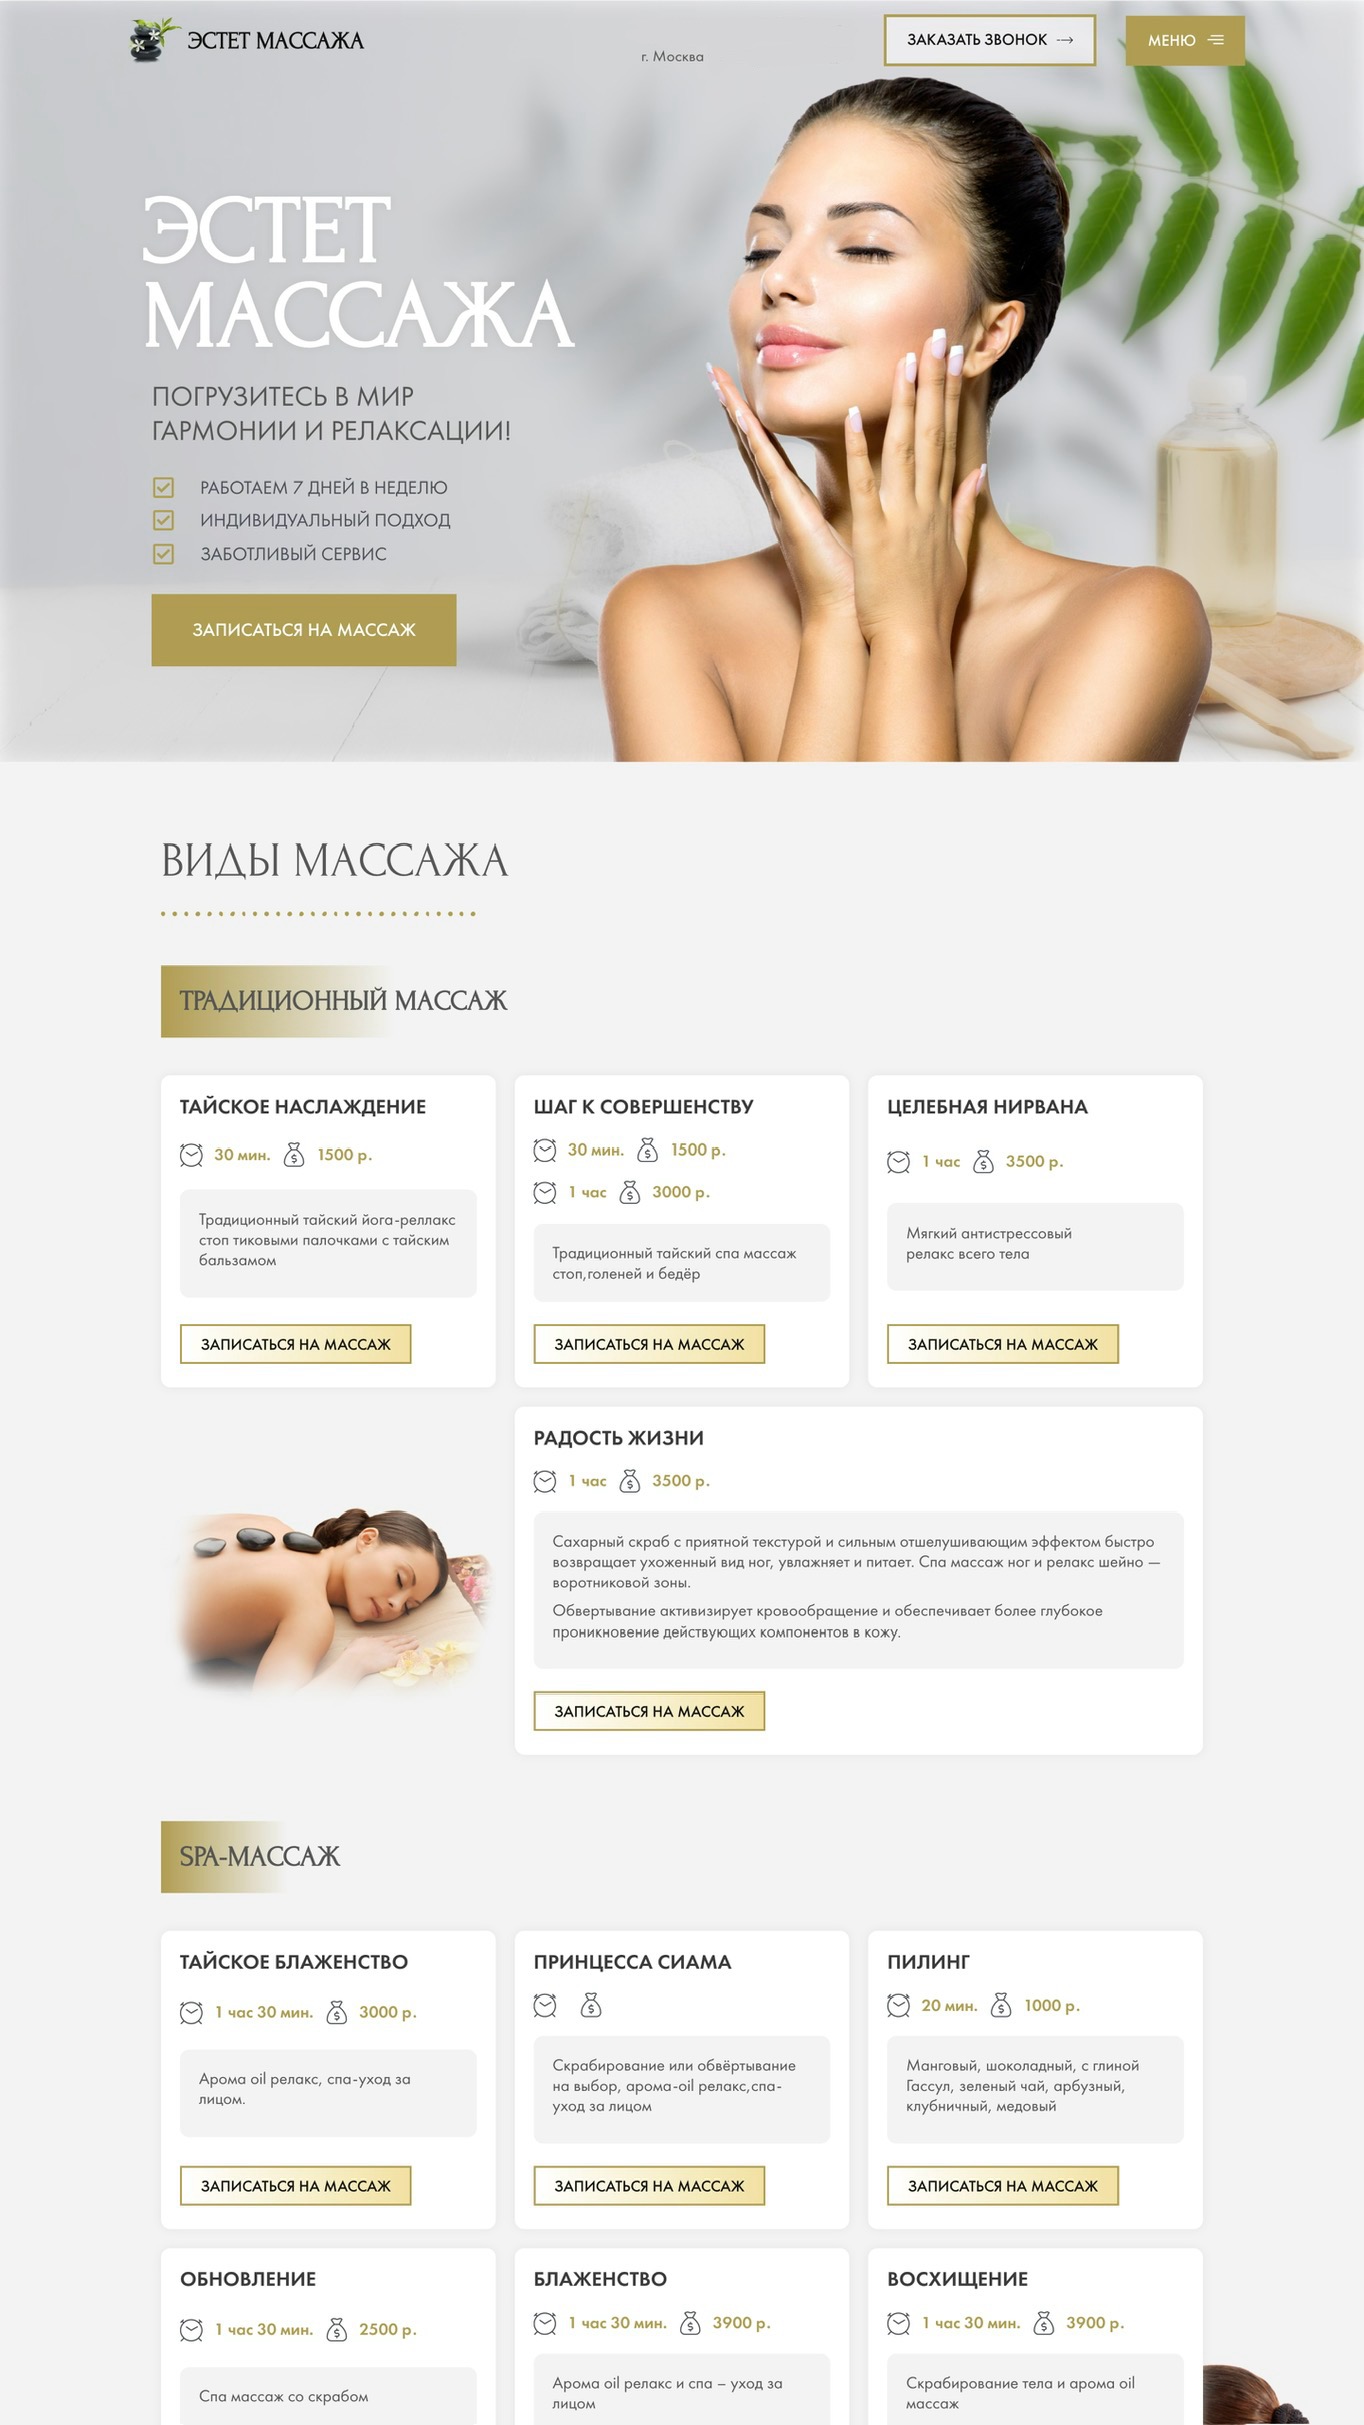 ЭСТЕТ МАССАЖА
г. Москва
ЗАКАЗАТЬ ЗВОНОК
МЕНЮ
ЭСТЕТ
МАССАЖА
ПОГРУЗИТЕСЬ В МИР
ГАРМОНИИ И РЕЛАКСАЦИИ!
РАБОТАЕМ 7 ДНЕЙ В НЕДЕЛЮ
ИНДИВИДУАЛЬНЫЙ ПОДХОД
ЗАБОТЛИВЫЙ СЕРВИС
ЗАПИСАТЬСЯ НА МАССАЖ
ВИДЫ МАССАЖА
ТРАДИЦИОННЫЙ МАССАЖ
ТАЙСКОЕ НАСЛАЖДЕНИЕ
30 мин. 1500 р.
Традиционный тайский йога-реллакс
стоп тиковыми палочками с тайским
бальзамом
ЗАПИСАТЬСЯ НА МАССАЖ
ШАГ К СОВЕРШЕНСТВУ
30 мин. 1500 р.
1 час 3000 р.
Традиционный тайский спа массаж
стоп,голеней и бедёр
ЗАПИСАТЬСЯ НА МАССАЖ
ЦЕЛЕБНАЯ НИРВАНА
1 час 3500 р.
Мягкий антистрессовый
релакс всего тела
ЗАПИСАТЬСЯ НА МАССАЖ
РАДОСТЬ ЖИЗНИ
1 час 3500 р.
Сахарный скраб с приятной текстурой и сильным отшелушивающим эффектом быстро
возвращает ухоженный вид ног, увлажняет и питает. Спа массаж ног и релакс шейно —
воротниковой зоны.
Обвертывание активизирует кровообращение и обеспечивает более глубокое
проникновение действующих компонентов в кожу.
ЗАПИСАТЬСЯ НА МАССАЖ
SPA-МАССАЖ
ТАЙСКОЕ БЛАЖЕНСТВО
1 час 30 мин. 3000 р.
Арома oil релакс, спа-уход за
лицом.
ЗАПИСАТЬСЯ НА МАССАЖ
ПРИНЦЕССА СИАМА
Скрабирование или обвёртывание
на выбор, арома-oil релакс,спа-
уход за лицом
ЗАПИСАТЬСЯ НА МАССАЖ
ПИЛИНГ
20 мин. 1000 р.
Манговый, шоколадный, с глиной
Гассул, зеленый чай, арбузный,
клубничный, медовый
ЗАПИСАТЬСЯ НА МАССАЖ
ОБНОВЛЕНИЕ
1 час 30 мин. 2500 р.
Спа массаж со скрабом
БЛАЖЕНСТВО
1 час 30 мин. 3900 р.
Арома oil релакс и спа – уход за
лицом
ВОСХИЩЕНИЕ
1 час 30 мин. 3900 р.
Скрабирование тела и арома oil
массаж